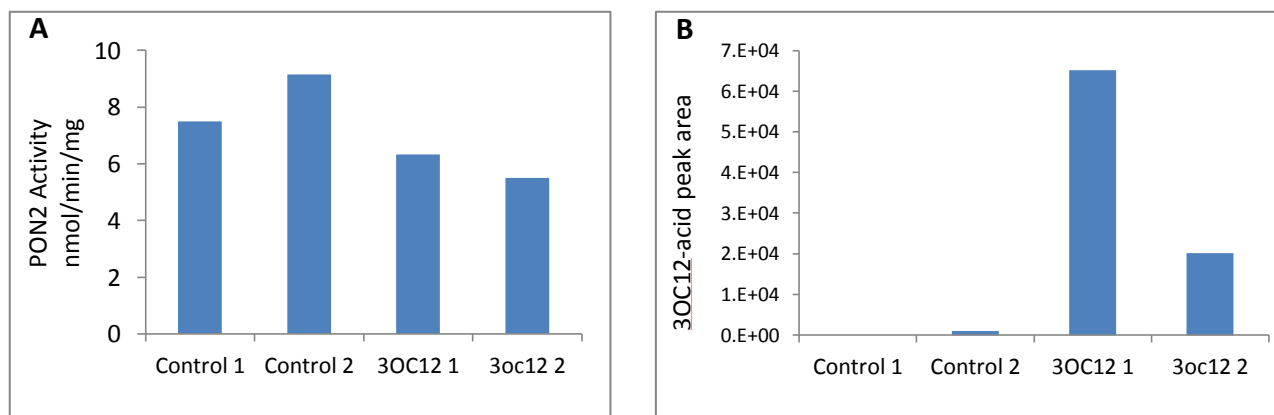 A
PON2 Activity
nmol/min/mg
10
8
6
4
2
0
Control 1 Control 2 3OC12 1 3oc12 2
B
3OC12-acid peak area
7.E+04
6.E+04
5.E+04
4.E+04
3.E+04
2.E+04
1.E+04
0.E+00
Control 1 Control 2 3OC12 1 3oc12 2